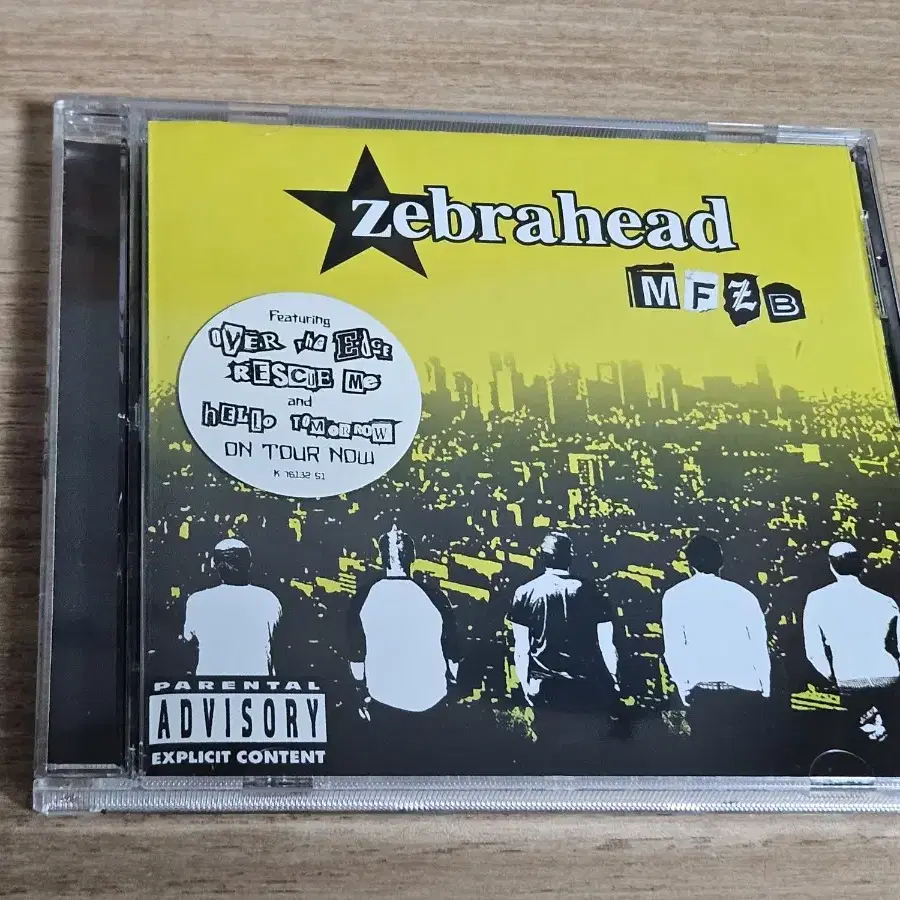 zebrahead
MFZB
Featuring
OVER THE EDGE
RESCUE Me
and
hELLO TOMORROW
ON TOUR NOW
K 76132 S1
PARENTAL
ADVISORY
EXPLICIT CONTENT